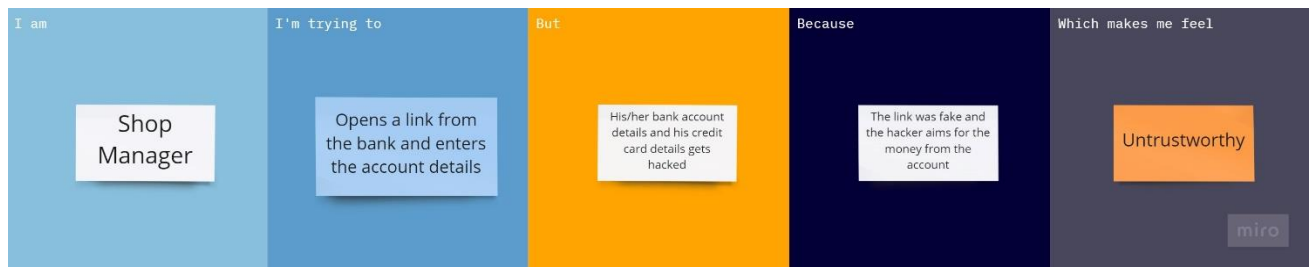 I am
Shop
Manager
I'm trying to
Opens a link from
the bank and enters
the account details
But
His/her bank account
details and his credit
card details gets
hacked
Because
The link was fake and
the hacker aims for the
money from the
account
Which makes me feel
Untrustworthy
miro